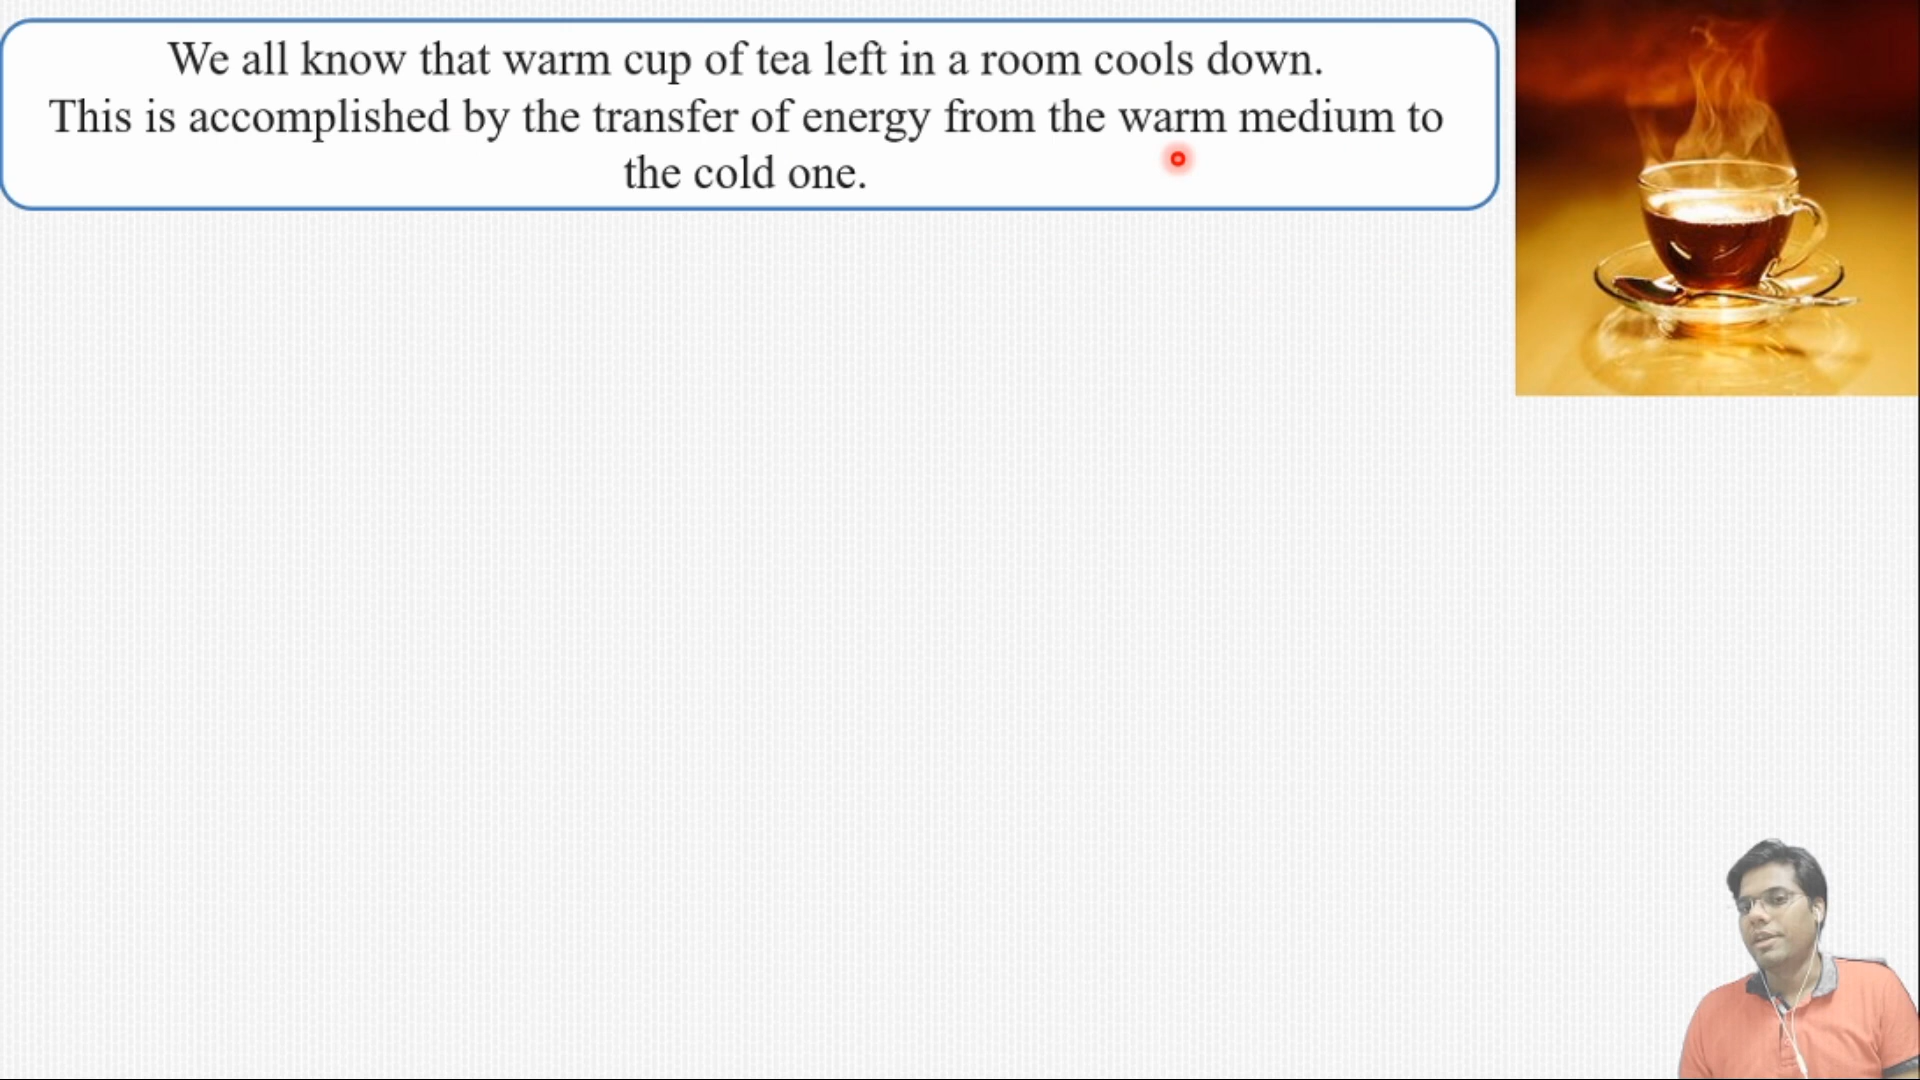 We all know that warm cup of tea left in a room cools down.
This is accomplished by the transfer of energy from the warm medium to
the cold one.